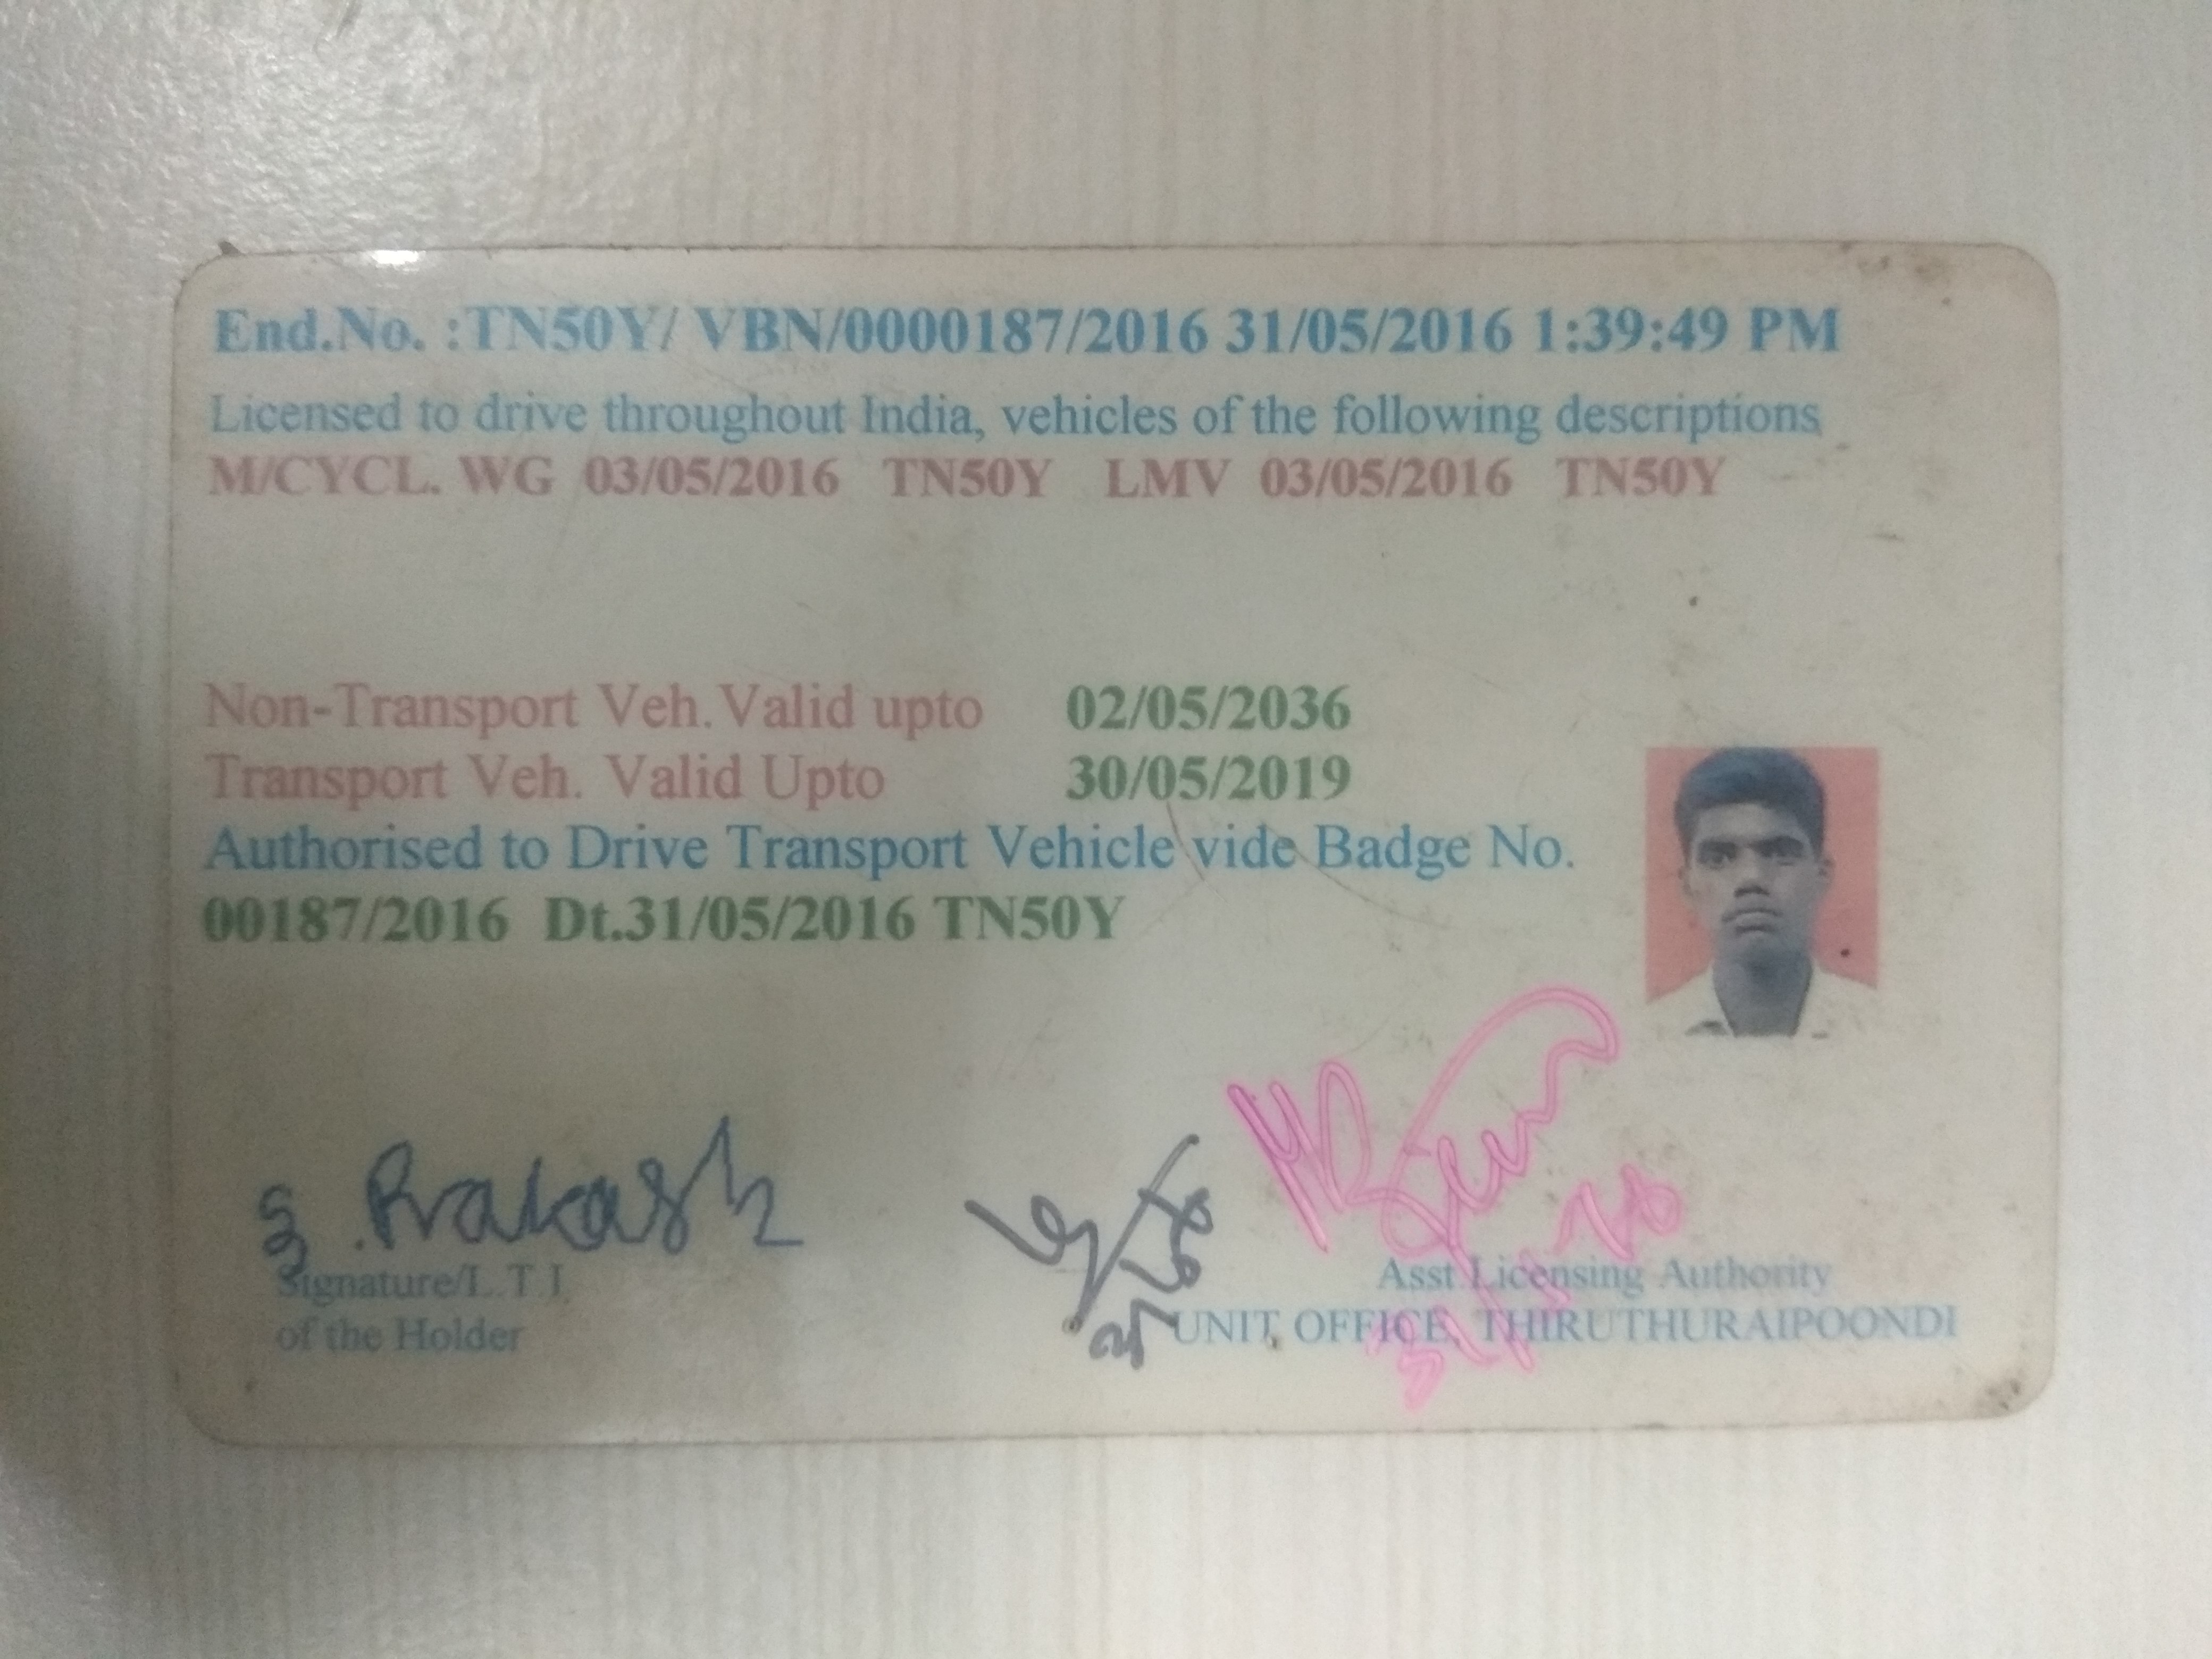 End.No. :TN50Y/ VBN/0000187/2016 31/05/2016 1:39:49 PM
Licensed to drive throughout India, vehicles of the following descriptions
M/CYCL. WG 03/05/2016 TN50Y LMV 03/05/2016 TN50Y
Non-Transport Veh.Valid upto 02/05/2036
Transport Veh. Valid Upto 30/05/2019
Authorised to Drive Transport Vehicle vide Badge No.
00187/2016 Dt.31/05/2016 TN50Y
S. Prakash
Signature/L.T.I
of the Holder
Asst Licensing Authority
UNIT OFFICE, THIRUTHURAIPOONDI